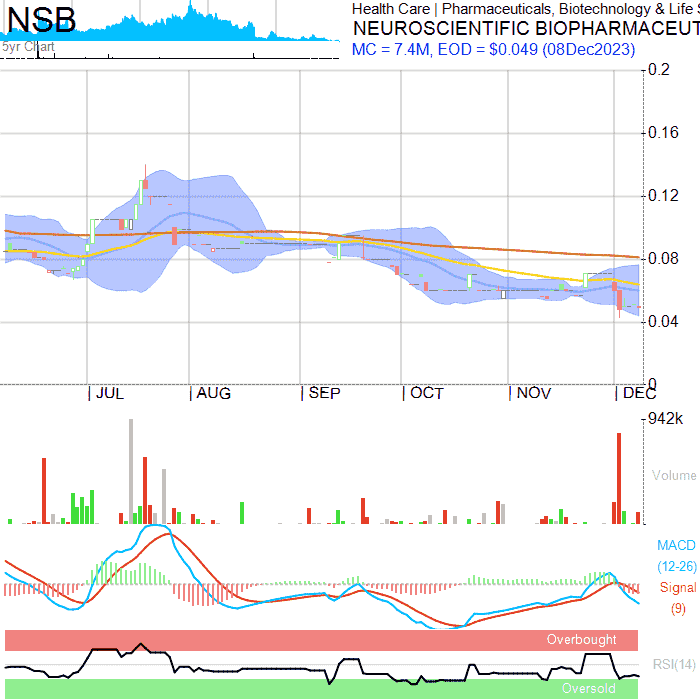 NSB
5yr Chart
Health Care | Pharmaceuticals, Biotechnology & Life S
NEUROSCIENTIFIC BIOPHARMACEUT
MC = 7.4M, EOD = $0.049 (08Dec2023)
0.2
0.16
0.12
0.08
0.04
0
JUL AUG SEP OCT NOV DEC
942k
Volume
MACD
(12-26)
Signal
(9)
Overbought
RSI(14)
Oversold